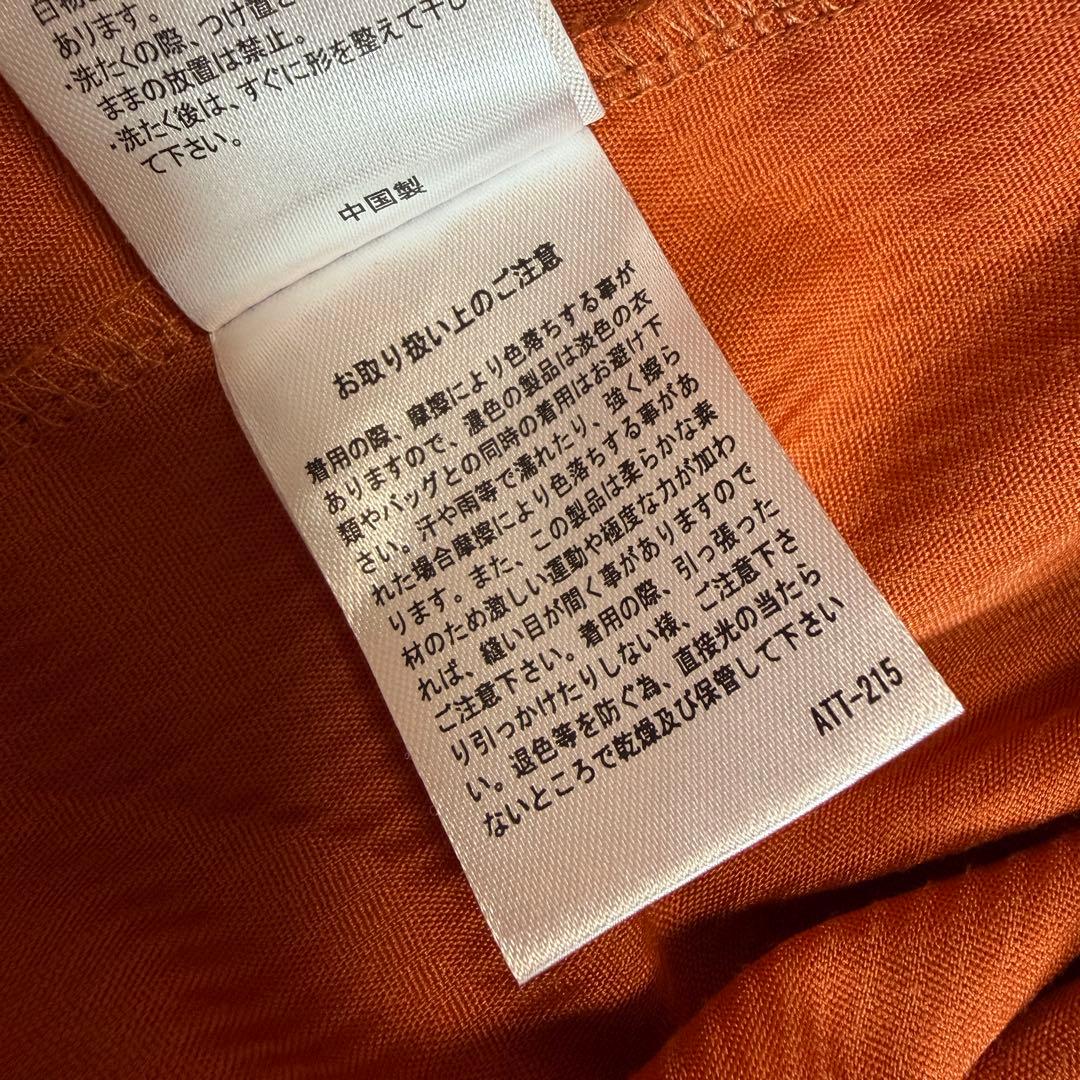 白物
あります。
・洗たくの際、つけ置き
ままの放置は禁止。
・洗たく後は、すぐに形を整えて干し
て下さい。
中国製
お取り扱い上のご注意
着用の際、摩擦により色落ちする事が
ありますので、濃色の製品は淡色の衣
類やバッグとの同時の着用はお避け下
さい。汗や雨等で濡れたり、強く擦ら
れた場合摩擦により色落ちする事があ
ります。また、この製品は柔らかな素
材のため激しい運動や極度な力が加わ
れば、縫い目が開く事がありますので
ご注意下さい。着用の際、引っ張った
り引っかけたりしない様、ご注意下さ
い。退色等を防ぐ為、直接光の当たら
ないところで乾燥及び保管して下さい
ATT-215